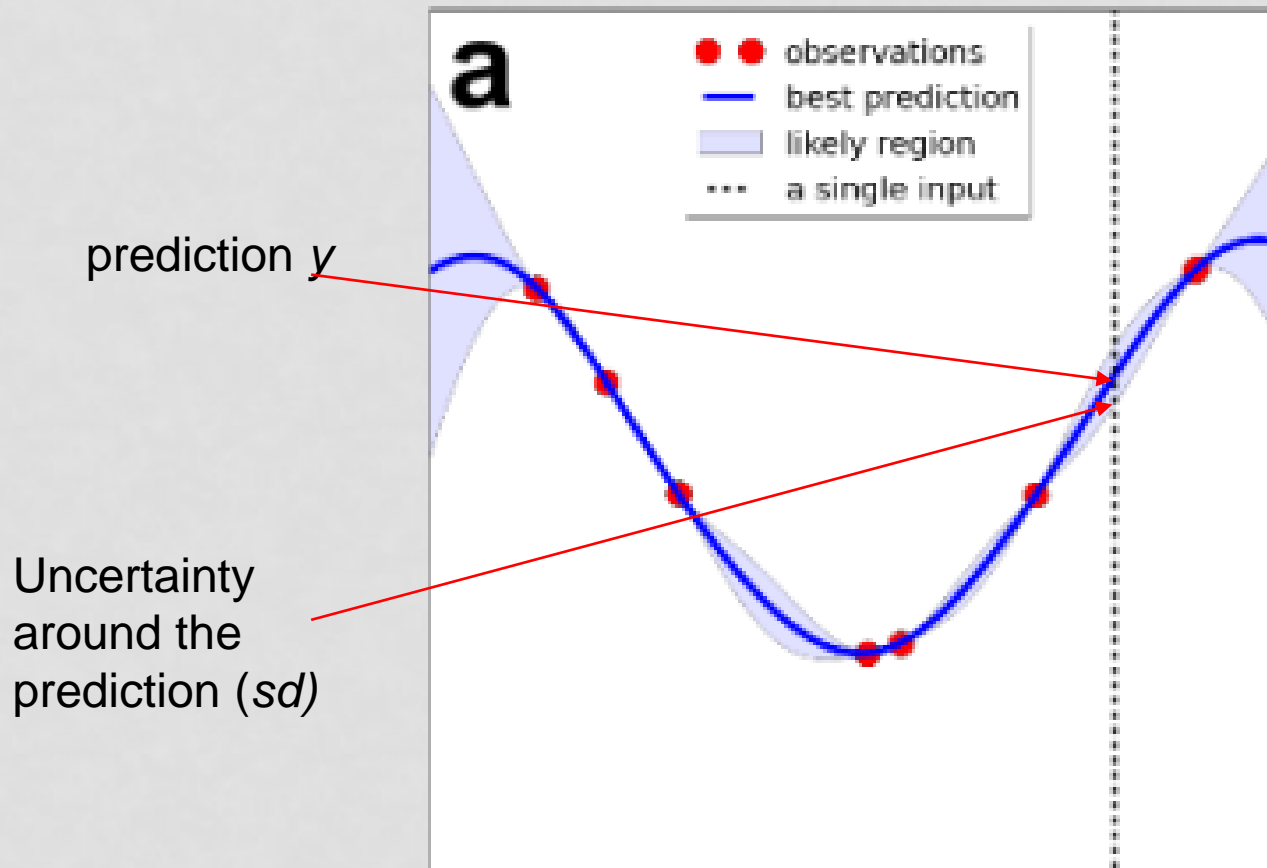 a
observations
best prediction
likely region
a single input
prediction y
Uncertainty
around the
prediction (sd)